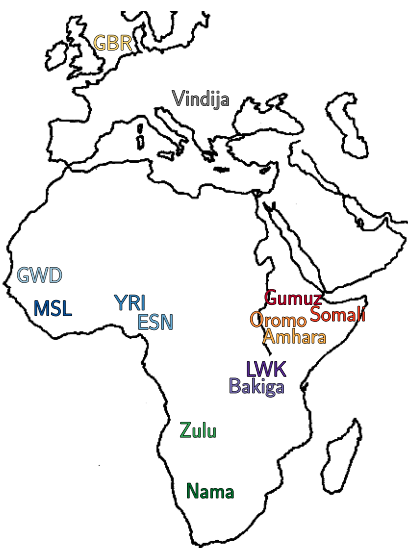 GBR
Vindija
GWD
MSL
YRI
ESN
Gumuz
Oromo
Somali
Amhara
LWK
Bakiga
Zulu
Nama